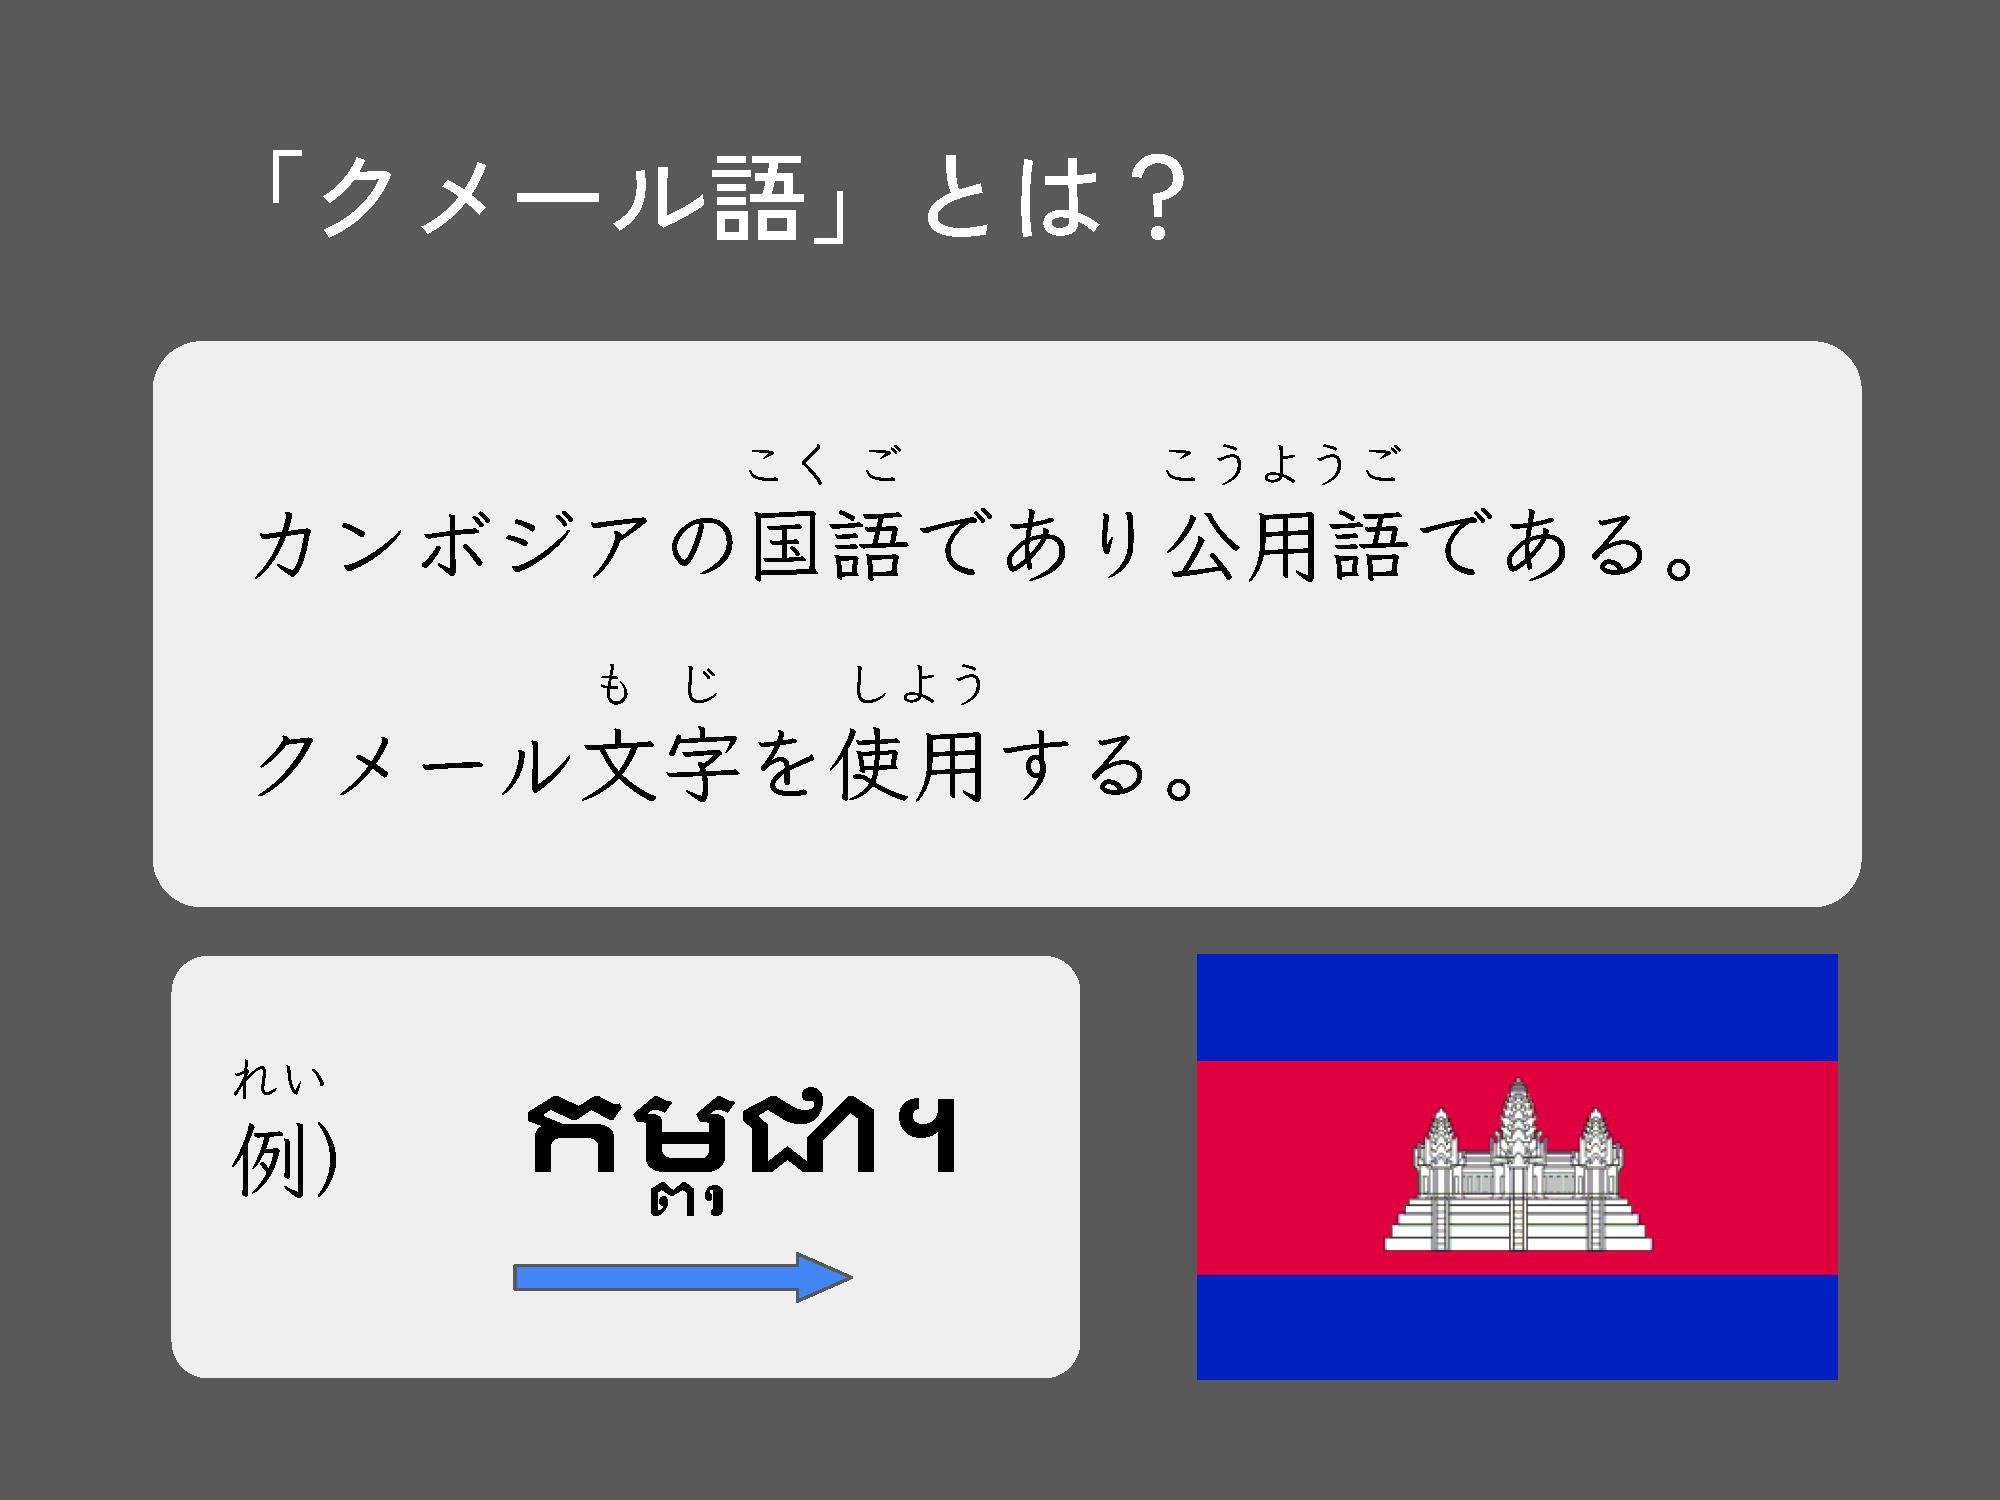 「クメール語」とは？
こくご こうようご
カンボジアの国語であり公用語である。
もじ しよう
クメール文字を使用する。
れい
例) កម្ពុជា។